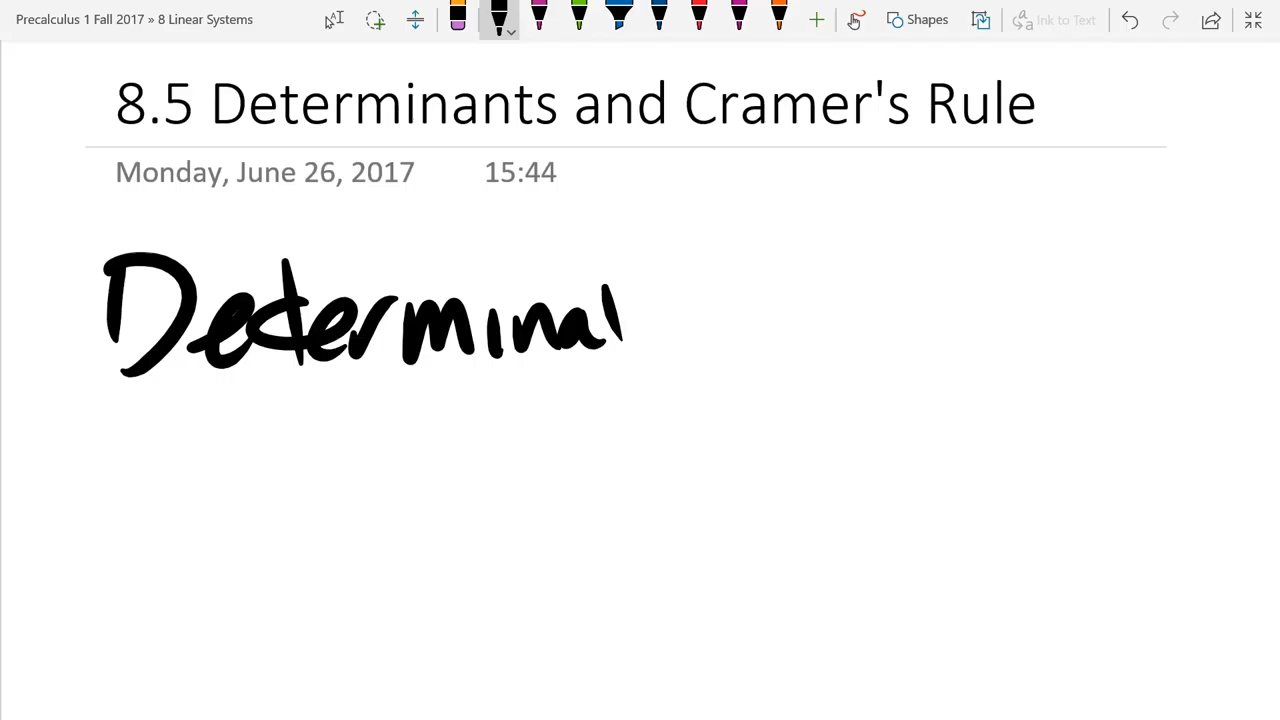 Precalculus 1 Fall 2017 » 8 Linear Systems
Shapes
Ink to Text
8.5 Determinants and Cramer's Rule
Monday, June 26, 2017 15:44
Determina